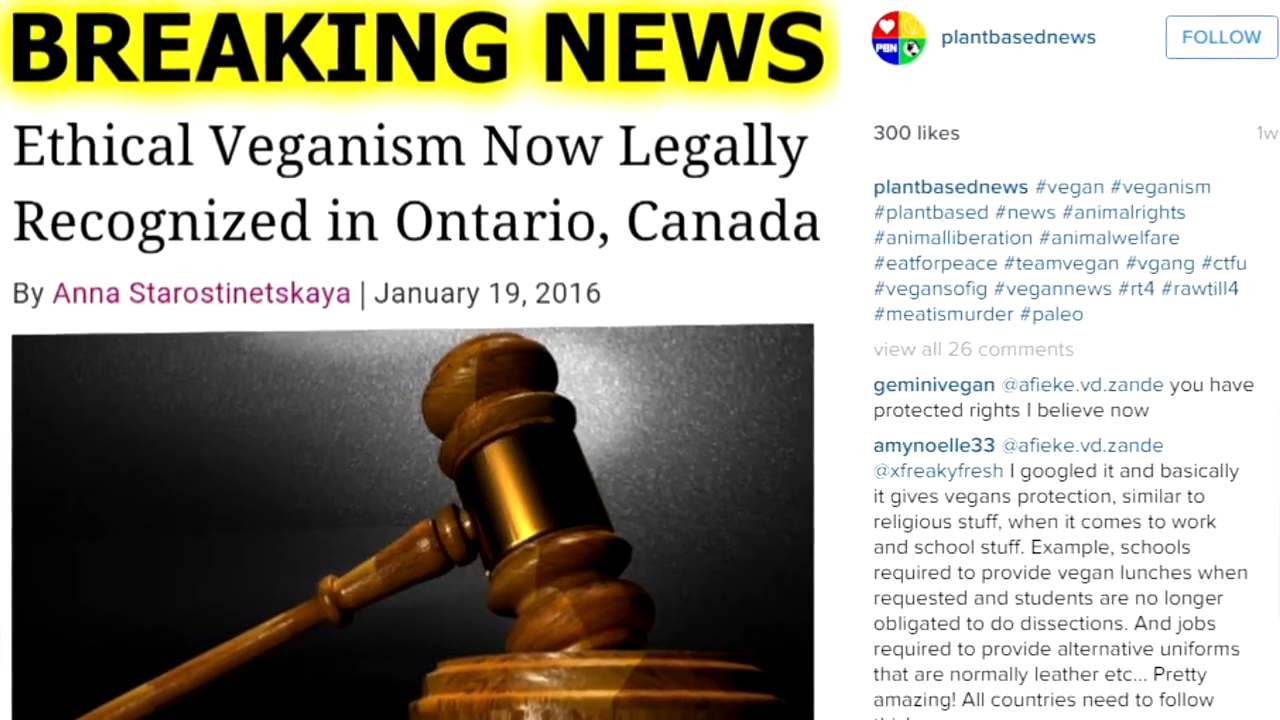 BREAKING NEWS
Ethical Veganism Now Legally
Recognized in Ontario, Canada
By Anna Starostinetskaya | January 19, 2016
PBN
plantbasednews
FOLLOW
300 likes
1w
plantbasednews #vegan #veganism
#plantbased #news #animalrights
#animalliberation #animalwelfare
#eatforpeace #teamvegan #vgang #ctfu
#vegansofig #vegannews #rt4 #rawtill4
#meatismurder #paleo
view all 26 comments
geminivegan @afieke.vd.zande you have
protected rights I believe now
amynoelle33 @afieke.vd.zande
@xfreakyfresh I googled it and basically
it gives vegans protection, similar to
religious stuff, when it comes to work
and school stuff. Example, schools
required to provide vegan lunches when
requested and students are no longer
obligated to do dissections. And jobs
required to provide alternative uniforms
that are normally leather etc... Pretty
amazing! All countries need to follow